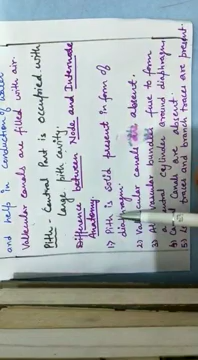 and help in conduction of water
Vallecular canals are filled with air.
Pith - Central Part is occupied with
large pith cavity.
Difference between Node and Internode
Anatomy
1) Pith is solid present in form of
diaphragm.
2) Vallecular canals absent.
3) All vascular bundles fuse to form
a vascular cylinder around diaphragm.
4) Carinal canals are absent.
5) traces and branch traces are present.